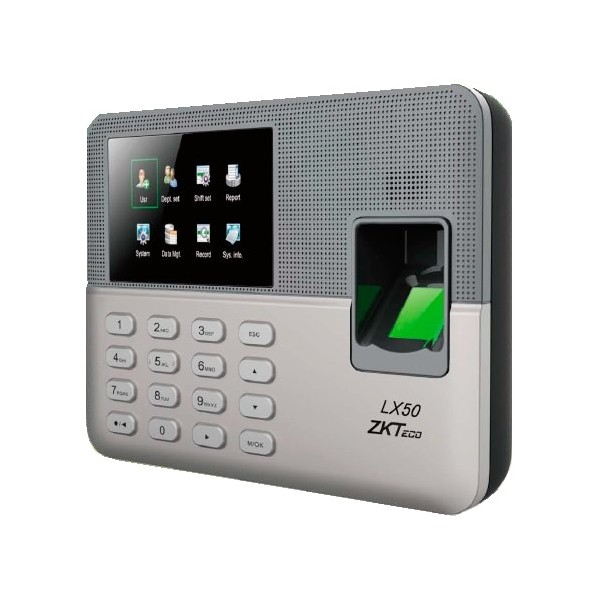 Usr Dept. set Shift set Report
System Data Mgt. Record Sys. info.
1 2ABC 3DEF ESC
4GHI 5JKL 6MNO ▲
7PQRS 8TUV 9WXYZ ▼
●/◄ 0 ► M/OK
LX50
ZKTECO